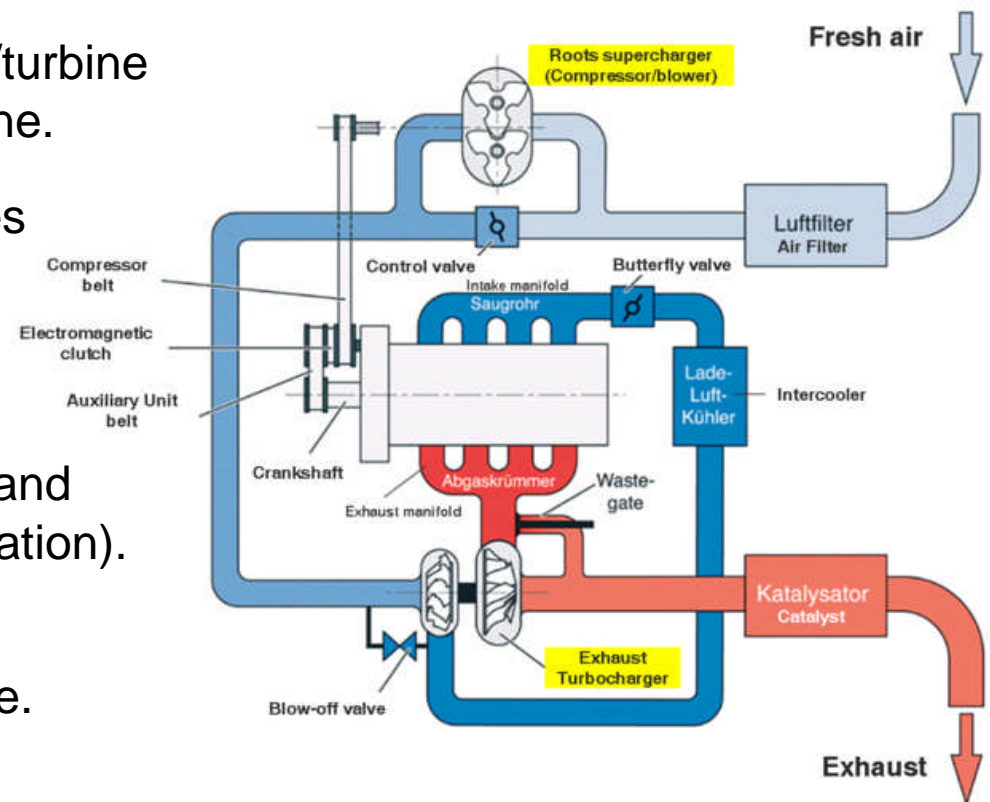 /turbine
ne.
es
and
ation).
e.
Roots supercharger
(Compressor/blower)
Fresh air
Luftfilter
Air Filter
Control valve
Butterfly valve
Intake manifold
Saugrohr
Compressor
belt
Electromagnetic
clutch
Auxiliary Unit
belt
Crankshaft
Lade-
Luft-
Kühler
Intercooler
Abgaskrümmer
Exhaust manifold
Waste-
gate
Katalysator
Catalyst
Exhaust
Turbocharger
Blow-off valve
Exhaust